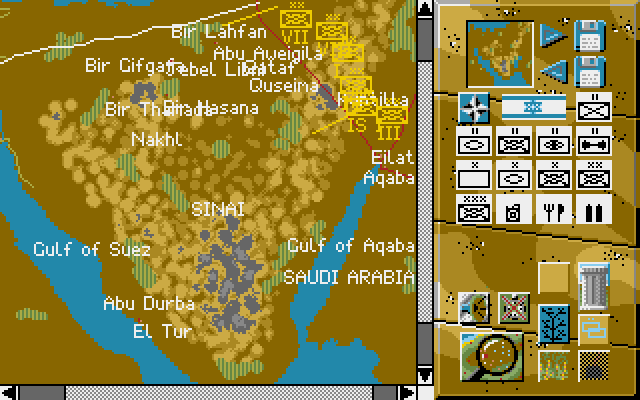 Bir Lahfan
VII
Abu Aweigila
Bir Gifgafa
Jebel Libni
Quseina
Bir Thamada
Bir Hasana
IS
III
Nakhl
Eilat
Aqaba
SINAI
Gulf of Suez
Gulf of Aqaba
SAUDI ARABIA
Abu Durba
El Tur